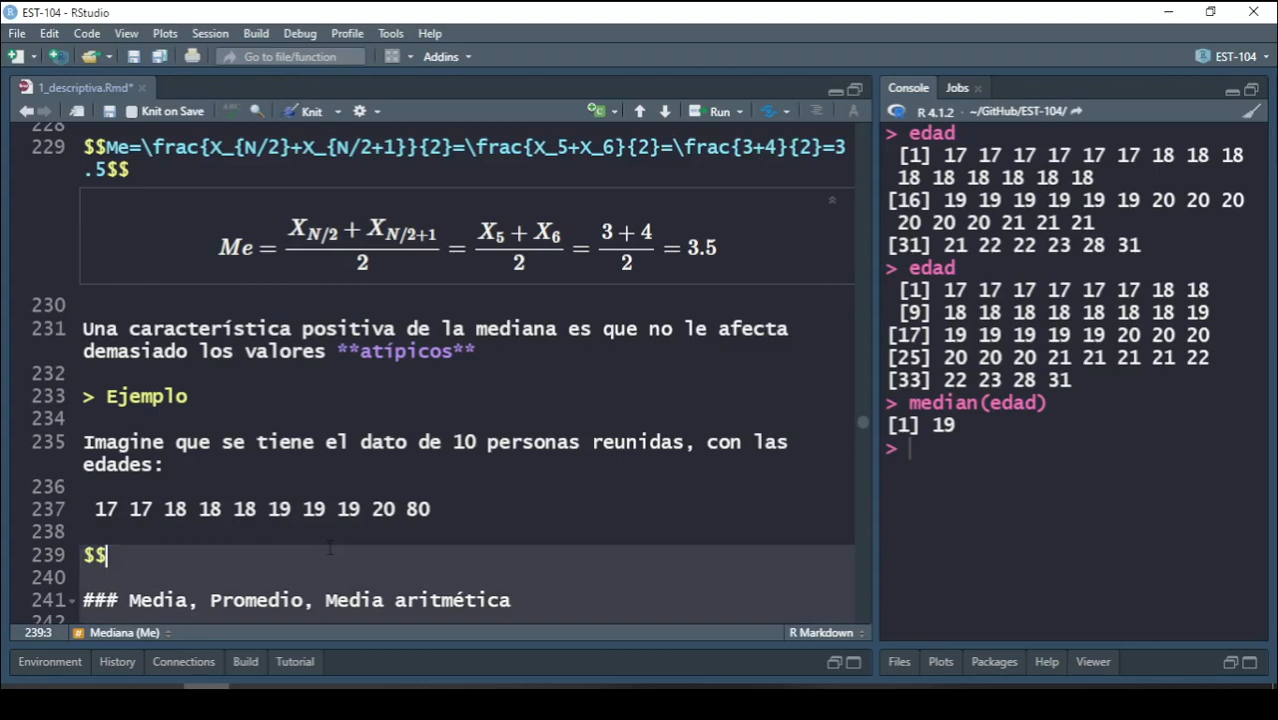 EST-104 - RStudio
File Edit Code View Plots Session Build Debug Profile Tools Help
Go to file/function Addins EST-104
1_descriptiva.Rmd*
Knit on Save Knit Run
228
229 $$Me=\frac{X_{N/2}+X_{N/2+1}}{2}=\frac{X_5+X_6}{2}=\frac{3+4}{2}=3
.5$$
Me = \frac{X_{N/2} + X_{N/2+1}}{2} = \frac{X_5 + X_6}{2} = \frac{3 + 4}{2} = 3.5
230
231 Una característica positiva de la mediana es que no le afecta
demasiado los valores **atípicos**
232
233 > Ejemplo
234
235 Imagine que se tiene el dato de 10 personas reunidas, con las
edades:
236
237 17 17 18 18 18 19 19 19 20 80
238
239 $$
240
241 ### Media, Promedio, Media aritmética
242
239:3 # Mediana (Me) R Markdown
Environment History Connections Build Tutorial
Console Jobs
R 4.1.2 · ~/GitHub/EST-104/
> edad
[1] 17 17 17 17 17 17 18 18 18
18 18 18 18 18 18
[16] 19 19 19 19 19 19 20 20 20
20 20 20 21 21 21
[31] 21 22 22 23 28 31
> edad
[1] 17 17 17 17 17 17 18 18
[9] 18 18 18 18 18 18 18 19
[17] 19 19 19 19 19 20 20 20
[25] 20 20 20 21 21 21 21 22
[33] 22 23 28 31
> median(edad)
[1] 19
>
Files Plots Packages Help Viewer